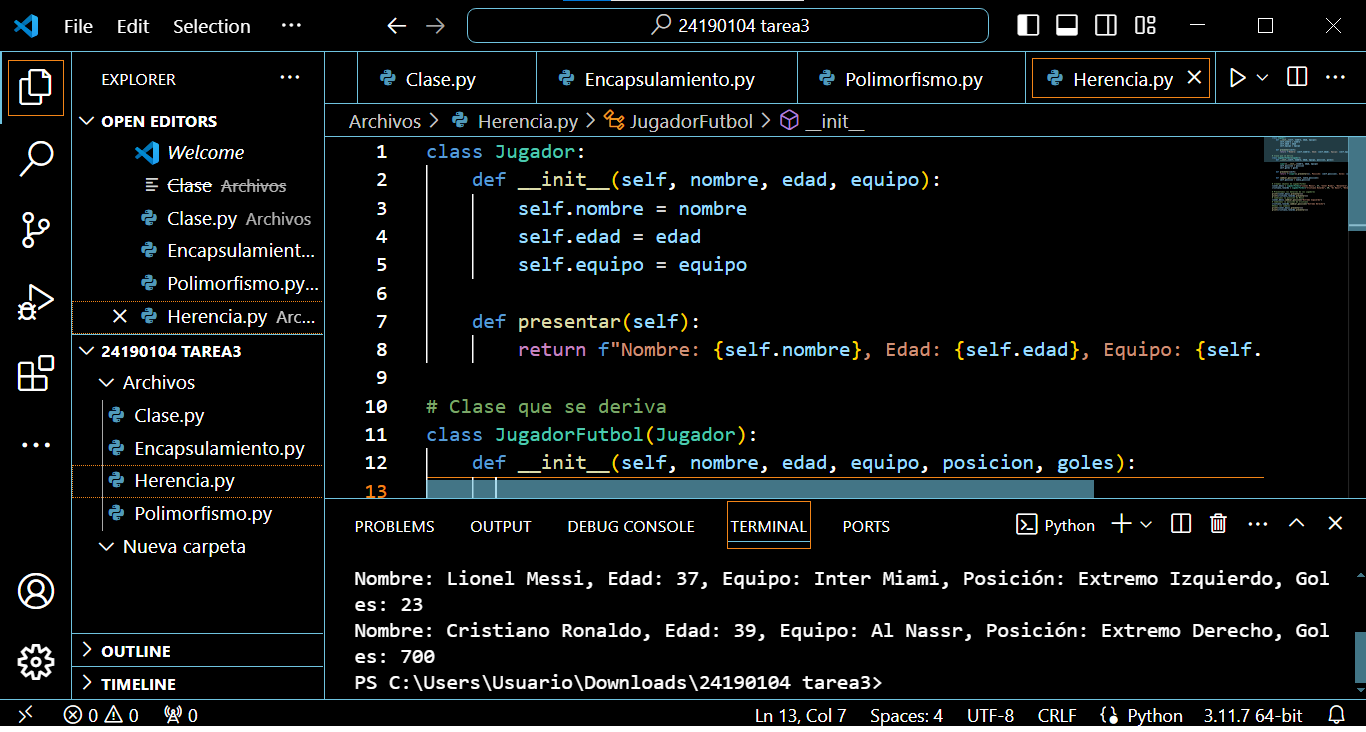 File Edit Selection ··· 24190104 tarea3
EXPLORER ···
OPEN EDITORS
Welcome
Clase Archivos
Clase.py Archivos
Encapsulamient...
Polimorfismo.py...
Herencia.py Arc...
24190104 TAREA3
Archivos
Clase.py
Encapsulamiento.py
Herencia.py
Polimorfismo.py
Nueva carpeta
OUTLINE
TIMELINE
Clase.py Encapsulamiento.py Polimorfismo.py Herencia.py
Archivos > Herencia.py > JugadorFutbol > __init__
1 class Jugador:
2 def __init__(self, nombre, edad, equipo):
3 self.nombre = nombre
4 self.edad = edad
5 self.equipo = equipo
6
7 def presentar(self):
8 return f"Nombre: {self.nombre}, Edad: {self.edad}, Equipo: {self.
9
10 # Clase que se deriva
11 class JugadorFutbol(Jugador):
12 def __init__(self, nombre, edad, equipo, posicion, goles):
13
PROBLEMS OUTPUT DEBUG CONSOLE TERMINAL PORTS Python
Nombre: Lionel Messi, Edad: 37, Equipo: Inter Miami, Posición: Extremo Izquierdo, Gol
es: 23
Nombre: Cristiano Ronaldo, Edad: 39, Equipo: Al Nassr, Posición: Extremo Derecho, Gol
es: 700
PS C:\Users\Usuario\Downloads\24190104 tarea3>
0 0 0 Ln 13, Col 7 Spaces: 4 UTF-8 CRLF Python 3.11.7 64-bit